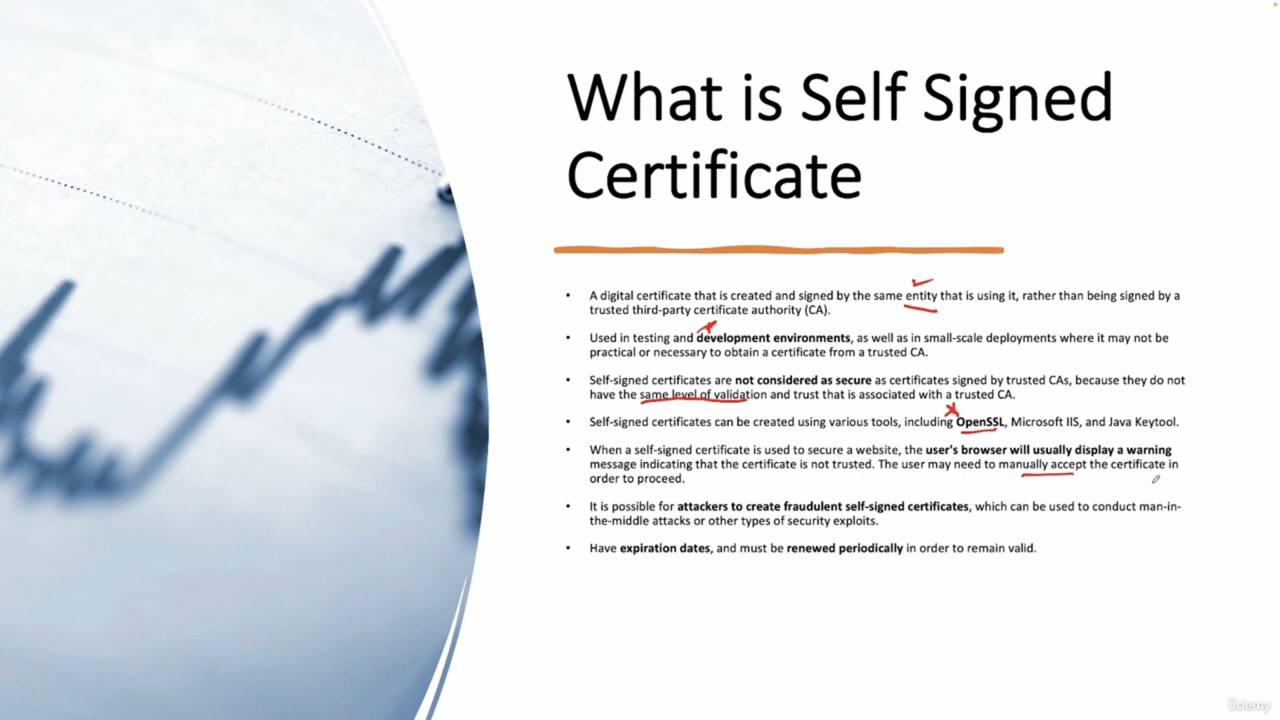 What is Self Signed
Certificate
• A digital certificate that is created and signed by the same entity that is using it, rather than being signed by a
trusted third-party certificate authority (CA).
• Used in testing and development environments, as well as in small-scale deployments where it may not be
practical or necessary to obtain a certificate from a trusted CA.
• Self-signed certificates are not considered as secure as certificates signed by trusted CAs, because they do not
have the same level of validation and trust that is associated with a trusted CA.
• Self-signed certificates can be created using various tools, including OpenSSL, Microsoft IIS, and Java Keytool.
• When a self-signed certificate is used to secure a website, the user's browser will usually display a warning
message indicating that the certificate is not trusted. The user may need to manually accept the certificate in
order to proceed.
• It is possible for attackers to create fraudulent self-signed certificates, which can be used to conduct man-in-
the-middle attacks or other types of security exploits.
• Have expiration dates, and must be renewed periodically in order to remain valid.
ûdemy